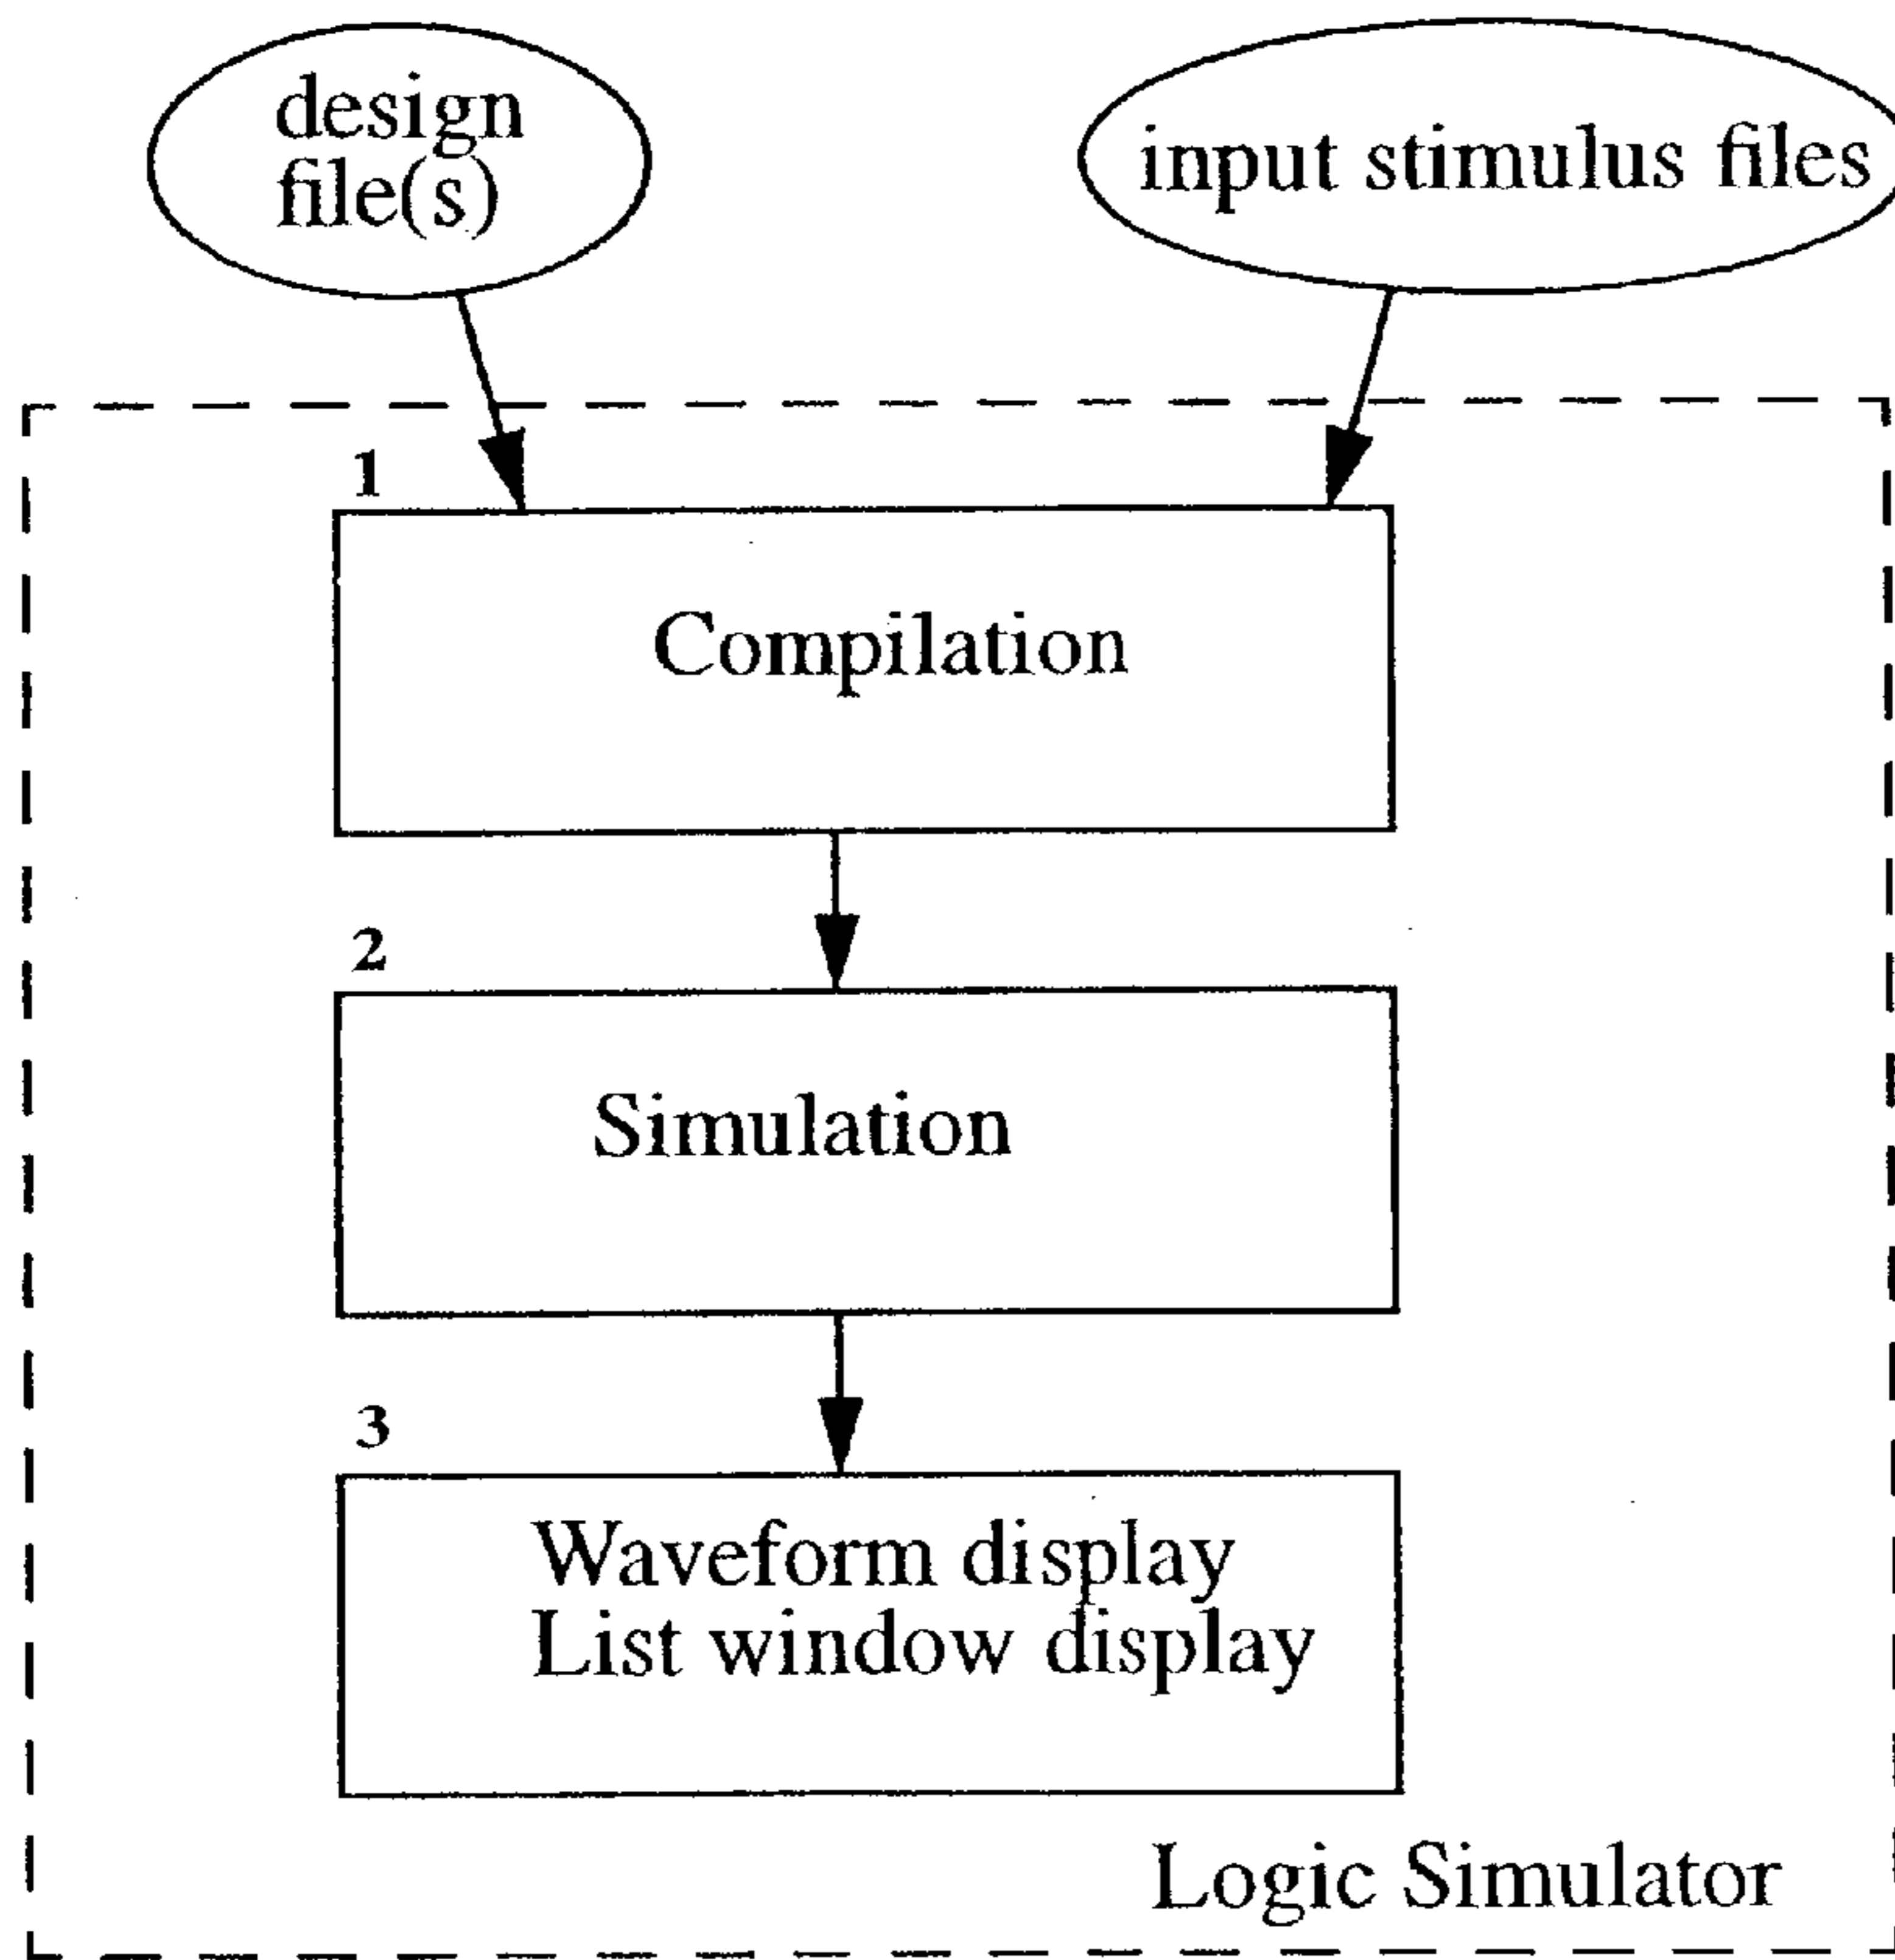 design
file(s)
input stimulus files
1
Compilation
2
Simulation
3
Waveform display
List window display
Logic Simulator